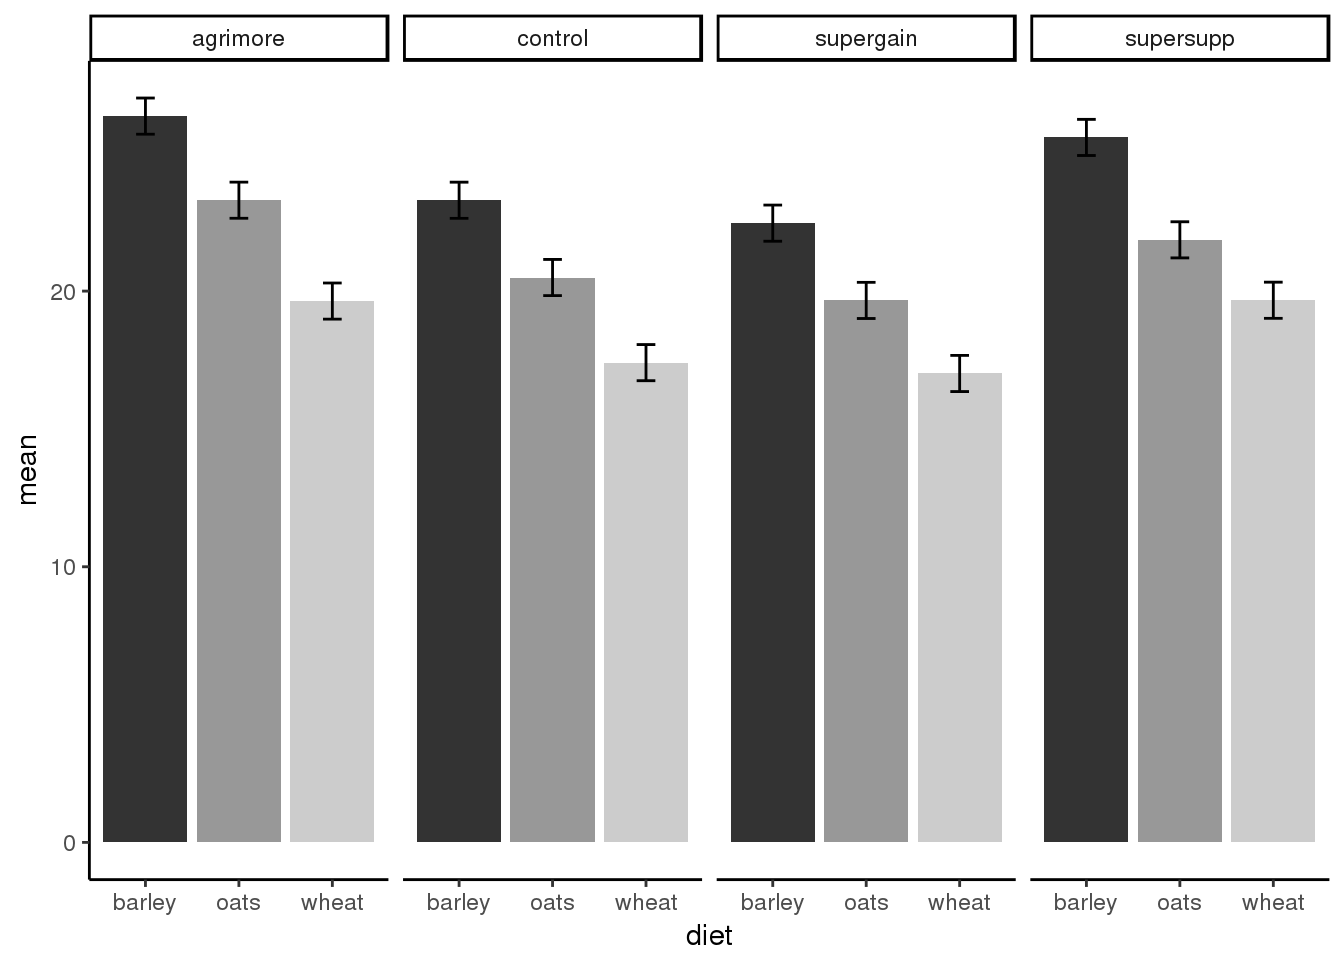 agrimore control supergain supersupp
20
10
0
mean
barley oats wheat barley oats wheat barley oats wheat barley oats wheat
diet